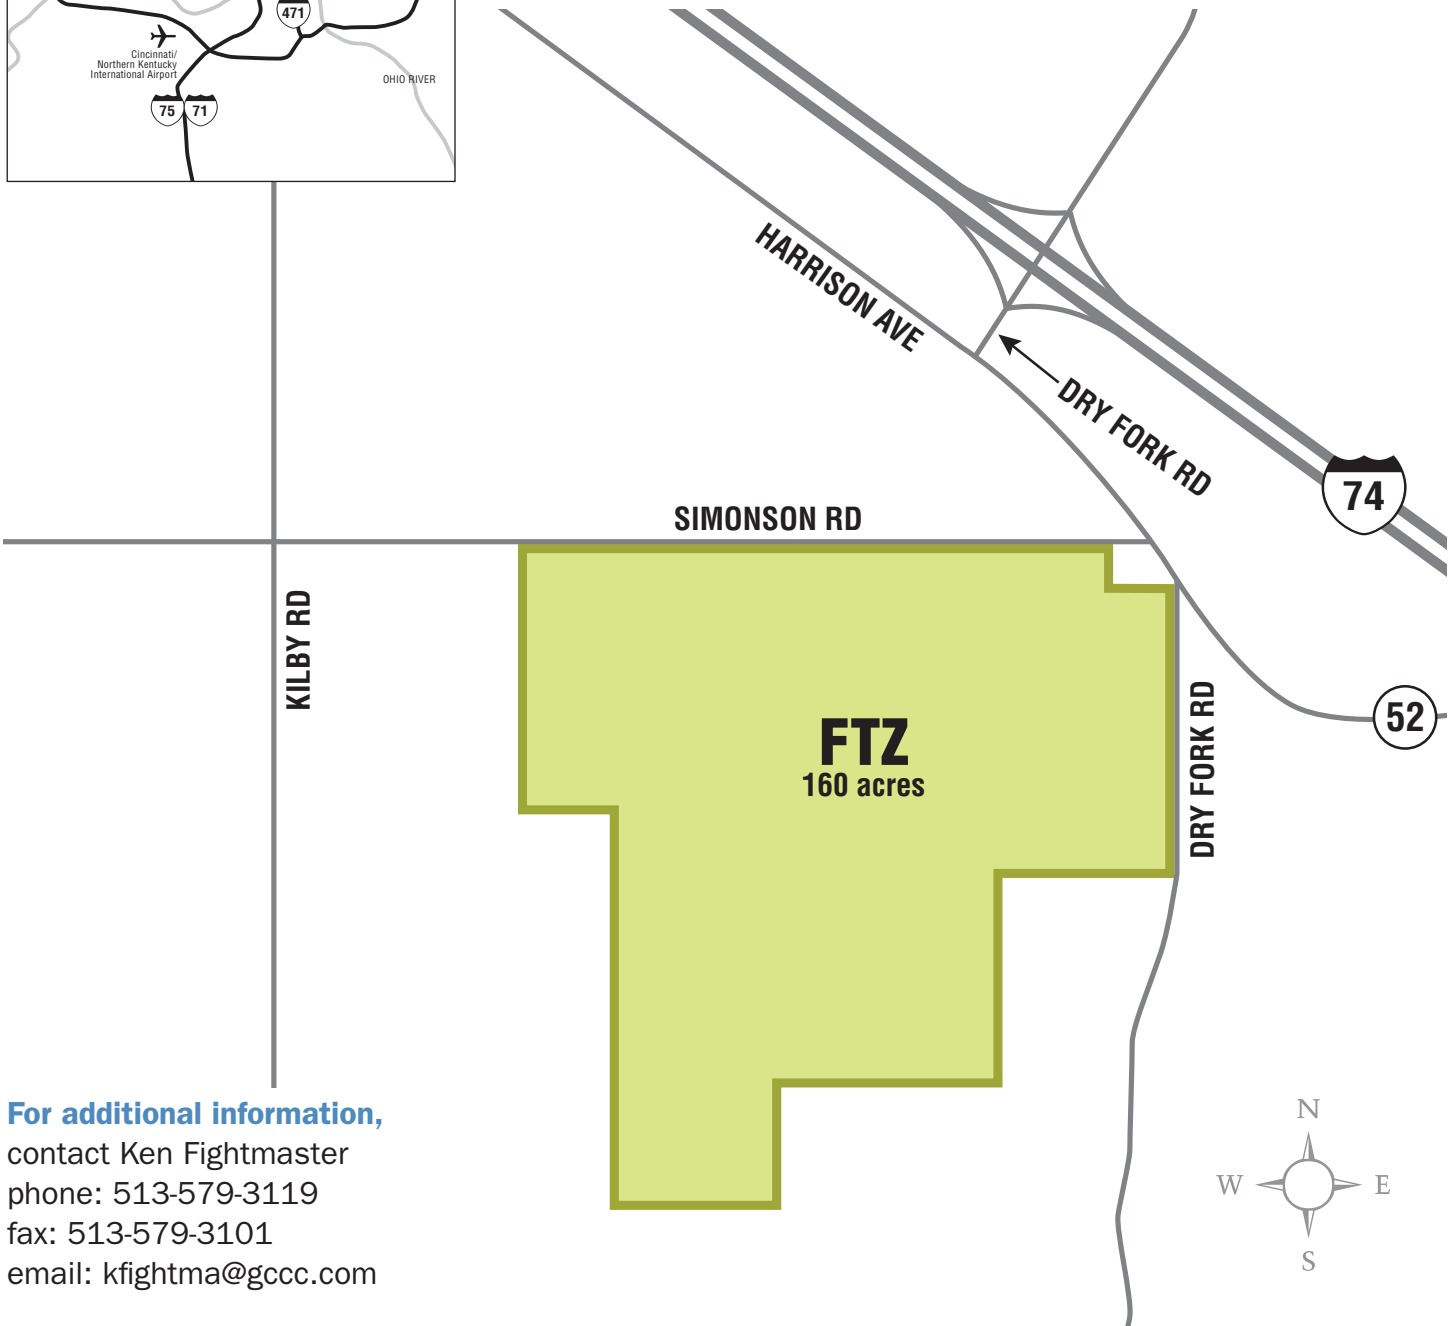 471
Cincinnati/
Northern Kentucky
International Airport
OHIO RIVER
75
71
HARRISON AVE
DRY FORK RD
74
SIMONSON RD
KILBY RD
FTZ
160 acres
DRY FORK RD
52
For additional information,
contact Ken Fightmaster
phone: 513-579-3119
fax: 513-579-3101
email: kfightma@gccc.com
N
W
E
S